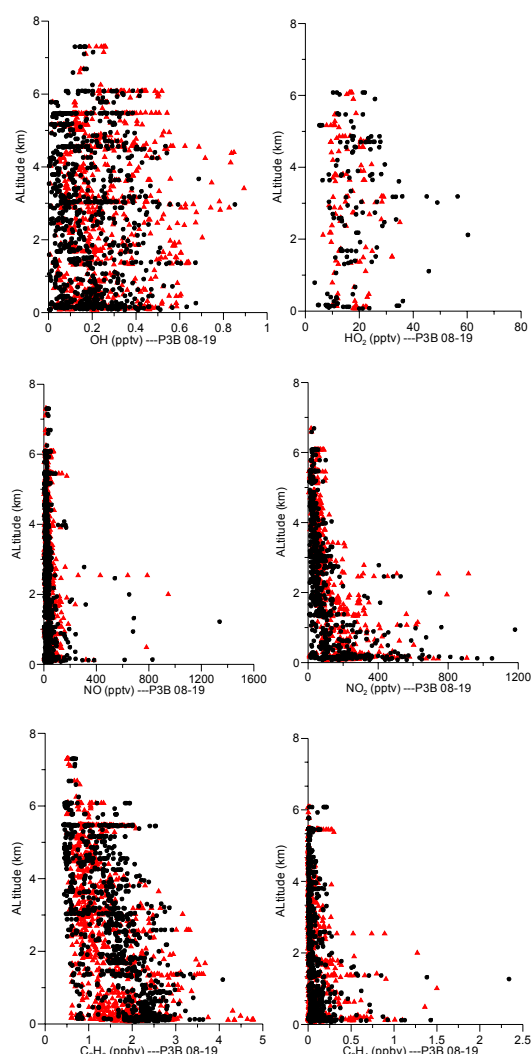 8
6
4
2
0
ALtitude (km)
0 0.2 0.4 0.6 0.8 1
OH (pptv) ---P3B 08-19
8
6
4
2
0
ALtitude (km)
0 20 40 60 80
HO₂ (pptv) ---P3B 08-19
8
6
4
2
0
ALtitude (km)
0 400 800 1200 1600
NO (pptv) ---P3B 08-19
8
6
4
2
0
ALtitude (km)
0 400 800 1200
NO₂ (pptv) ---P3B 08-19
8
6
4
2
0
ALtitude (km)
0 1 2 3 4 5
(ppbv) ---P3B 08-19
8
6
4
2
0
ALtitude (km)
0 0.5 1 1.5 2 2.5
(ppbv) ---P3B 08-19